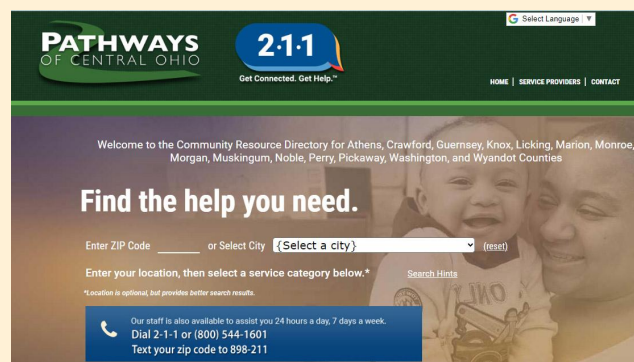 Select Language ▼
PATHWAYS
OF CENTRAL OHIO
2·1·1
Get Connected. Get Help.™
HOME | SERVICE PROVIDERS | CONTACT
Welcome to the Community Resource Directory for Athens, Crawford, Guernsey, Knox, Licking, Marion, Monroe,
Morgan, Muskingum, Noble, Perry, Pickaway, Washington, and Wyandot Counties
Find the help you need.
Enter ZIP Code ______ or Select City {Select a city} (reset)
Enter your location, then select a service category below.* Search Hints
*Location is optional, but provides better search results.
Our staff is also available to assist you 24 hours a day, 7 days a week.
Dial 2-1-1 or (800) 544-1601
Text your zip code to 898-211